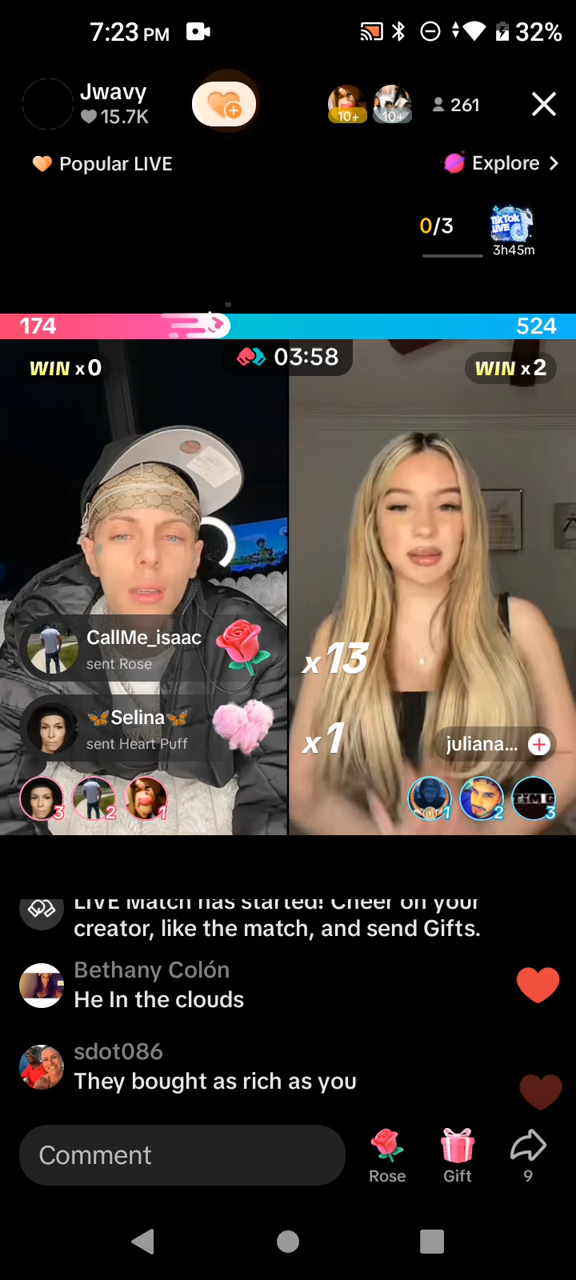 7:23 PM
32%
Jwavy
15.7K
10+
10+
261
Popular LIVE
Explore >
0/3
TikTok LIVE
3h45m
174
524
WIN x0
03:58
WIN x2
CallMe_isaac
sent Rose
x13
🦋Selina🦋
sent Heart Puff
x1
juliana...
3
2
1
1
2
3
LIVE Match has started! Cheer on your
creator, like the match, and send Gifts.
Bethany Colón
He In the clouds
sdot086
They bought as rich as you
Comment
Rose
Gift
9